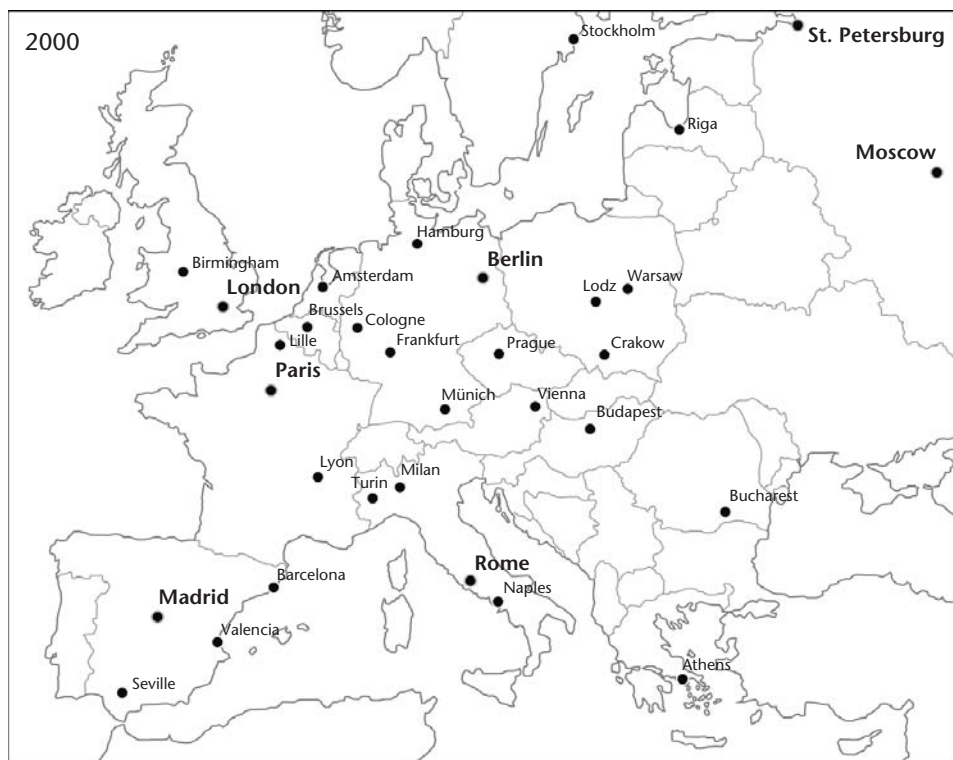 2000
Stockholm
St. Petersburg
Riga
Moscow
Hamburg
Birmingham
Berlin
London
Amsterdam
Lodz
Warsaw
Brussels
Cologne
Lille
Frankfurt
Prague
Crakow
Paris
Münich
Vienna
Budapest
Lyon
Milan
Turin
Bucharest
Barcelona
Rome
Madrid
Naples
Valencia
Athens
Seville